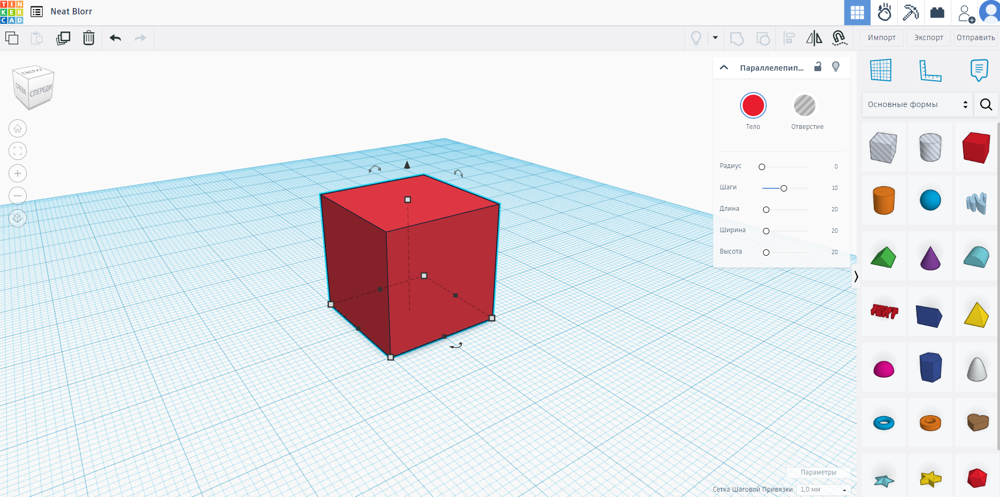 TIN
KER
CAD
Neat Blorr
Импорт
Экспорт
Отправить
СВЕРХУ
СЛЕВА
СПЕРЕДИ
Параллелепип...
Тело
Отверстие
Радиус 0
Шаги 10
Длина 20
Ширина 20
Высота 20
Основные формы
TEXT
Параметры
Сетка Шаговой Привязки 1,0 мм